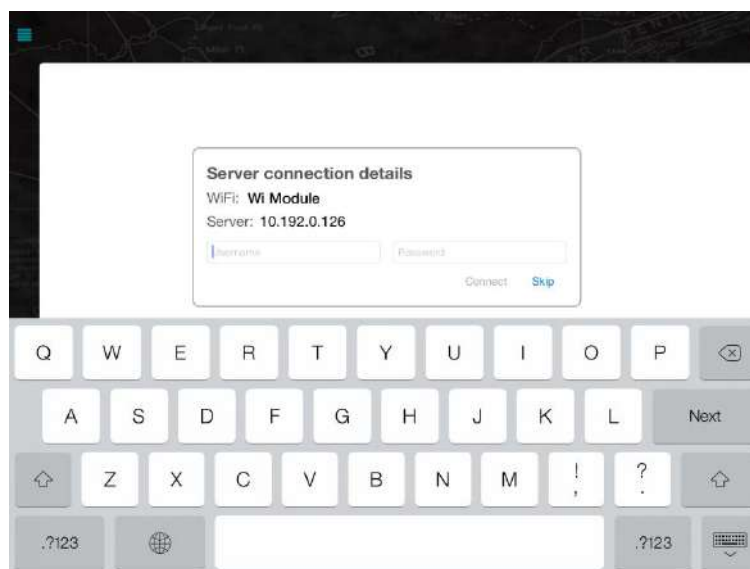 Server connection details
WiFi: Wi Module
Server: 10.192.0.126
Username Password
Connect Skip
Q W E R T Y U I O P
A S D F G H J K L Next
Z X C V B N M ! , ? .
.?123 .?123